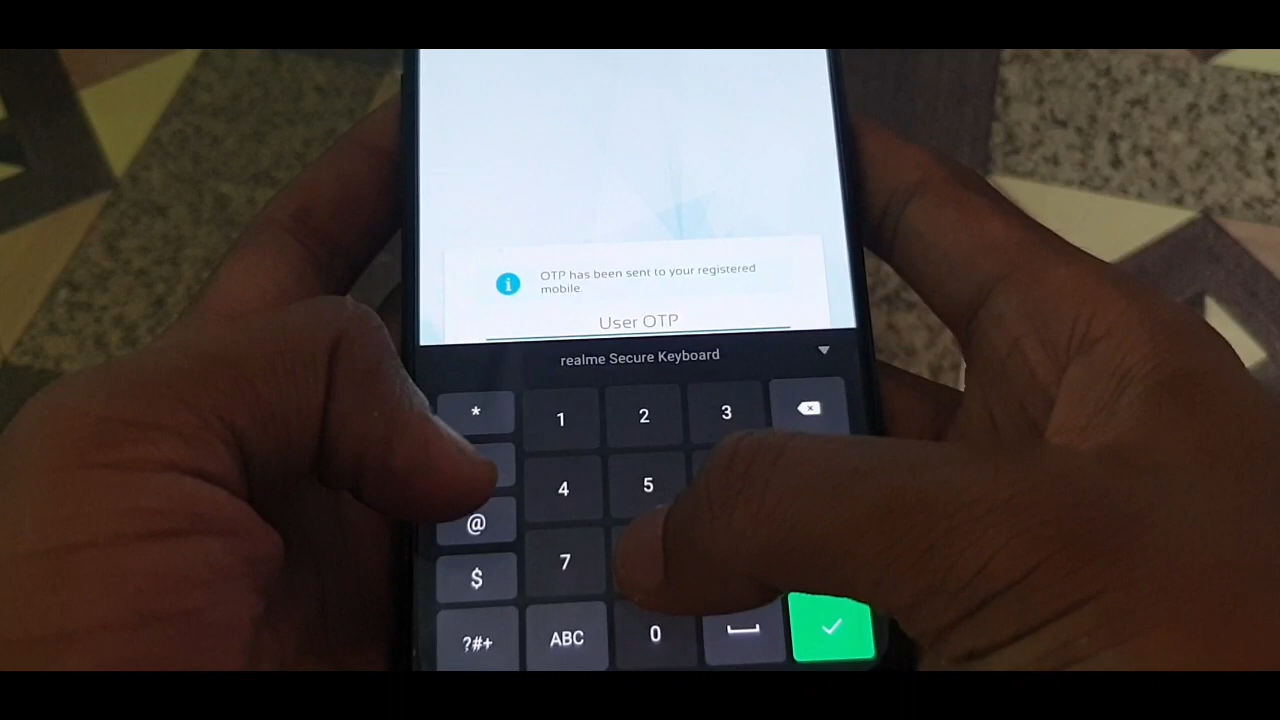 OTP has been sent to your registered
mobile.
User OTP
realme Secure Keyboard
*
1
2
3
4
5
@
7
$
?#+
ABC
0